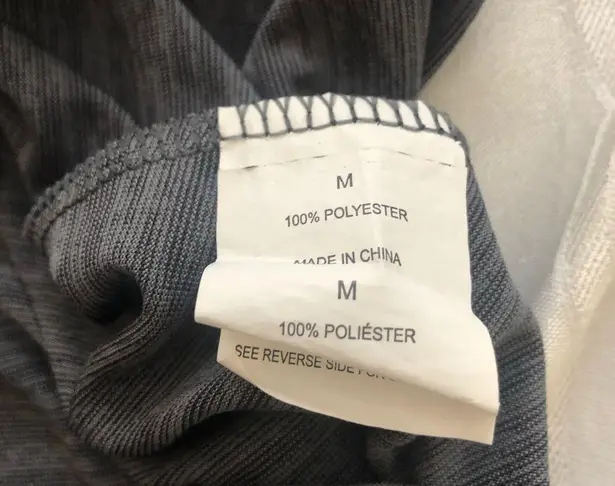 M
100% POLYESTER
MADE IN CHINA
M
100% POLIÉSTER
SEE REVERSE SIDE